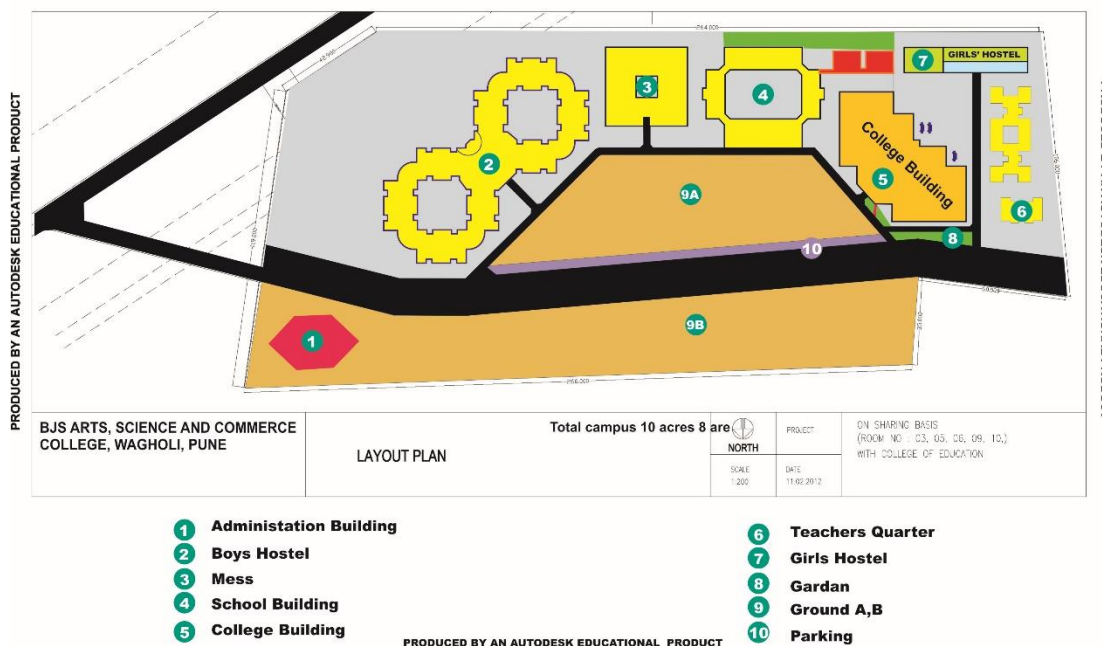 PRODUCED BY AN AUTODESK EDUCATIONAL PRODUCT
3
4
7
GIRLS' HOSTEL
2
College Building
5
6
9A
10
8
9B
1
BJS ARTS, SCIENCE AND COMMERCE
COLLEGE, WAGHOLI, PUNE
LAYOUT PLAN
Total campus 10 acres 8 are
NORTH
SCALE
1:200
PROJECT
DATE
11.02.2012
ON SHARING BASIS
(ROOM NO : 03, 05, 06, 09, 10,)
WITH COLLEGE OF EDUCATION
1 Administation Building
2 Boys Hostel
3 Mess
4 School Building
5 College Building
6 Teachers Quarter
7 Girls Hostel
8 Gardan
9 Ground A,B
10 Parking
PRODUCED BY AN AUTODESK EDUCATIONAL PRODUCT